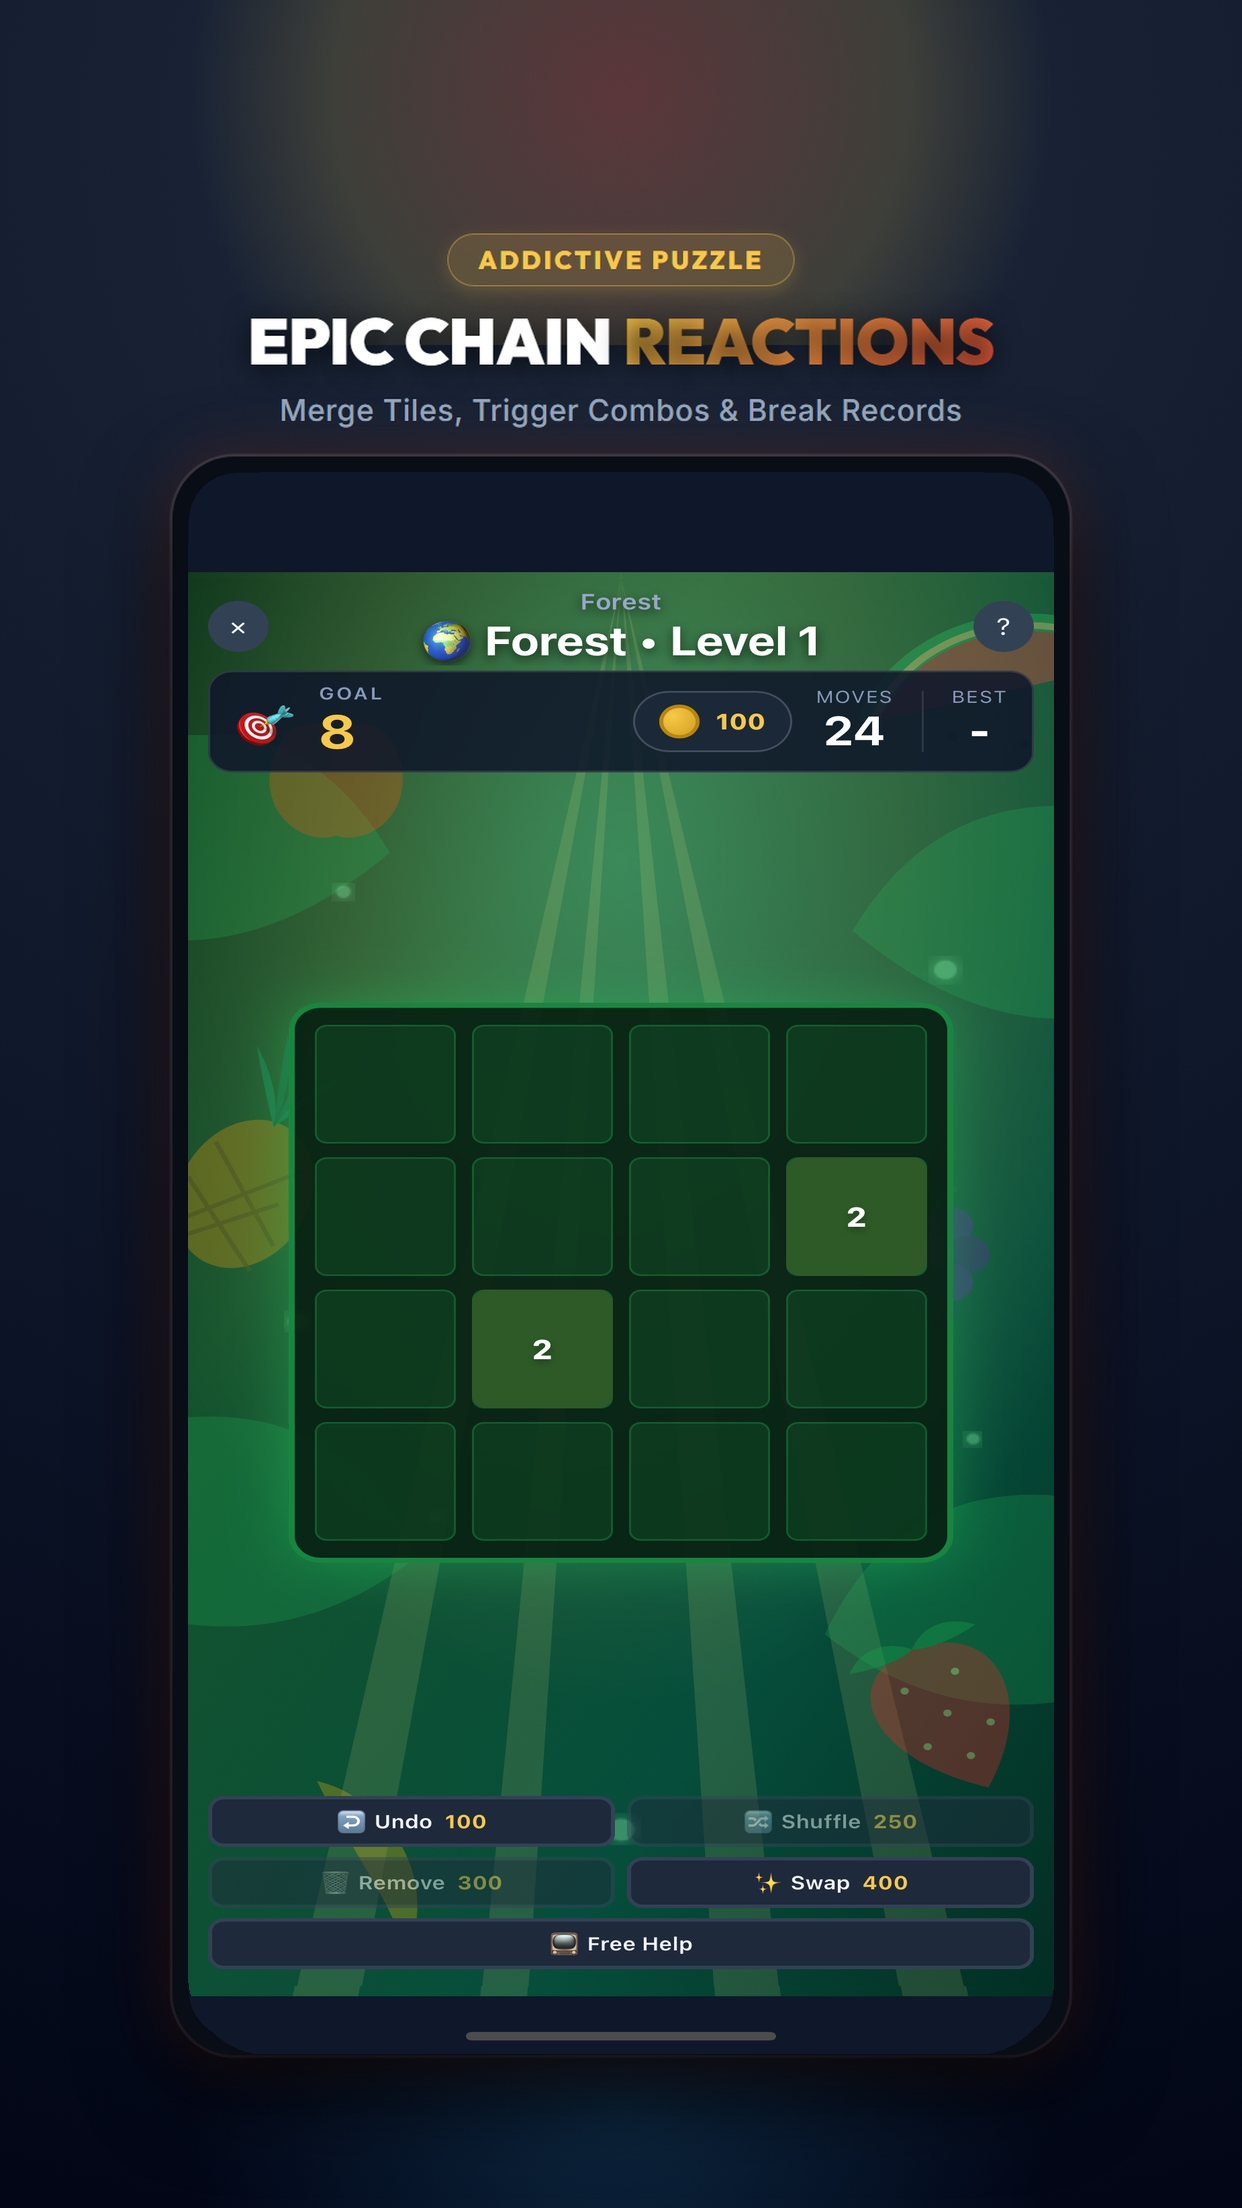 ADDICTIVE PUZZLE
EPIC CHAIN REACTIONS
Merge Tiles, Trigger Combos & Break Records
Forest
×
Forest • Level 1
?
GOAL
8
100
MOVES
24
BEST
-
2
2
Undo 100
Shuffle 250
Remove 300
Swap 400
Free Help